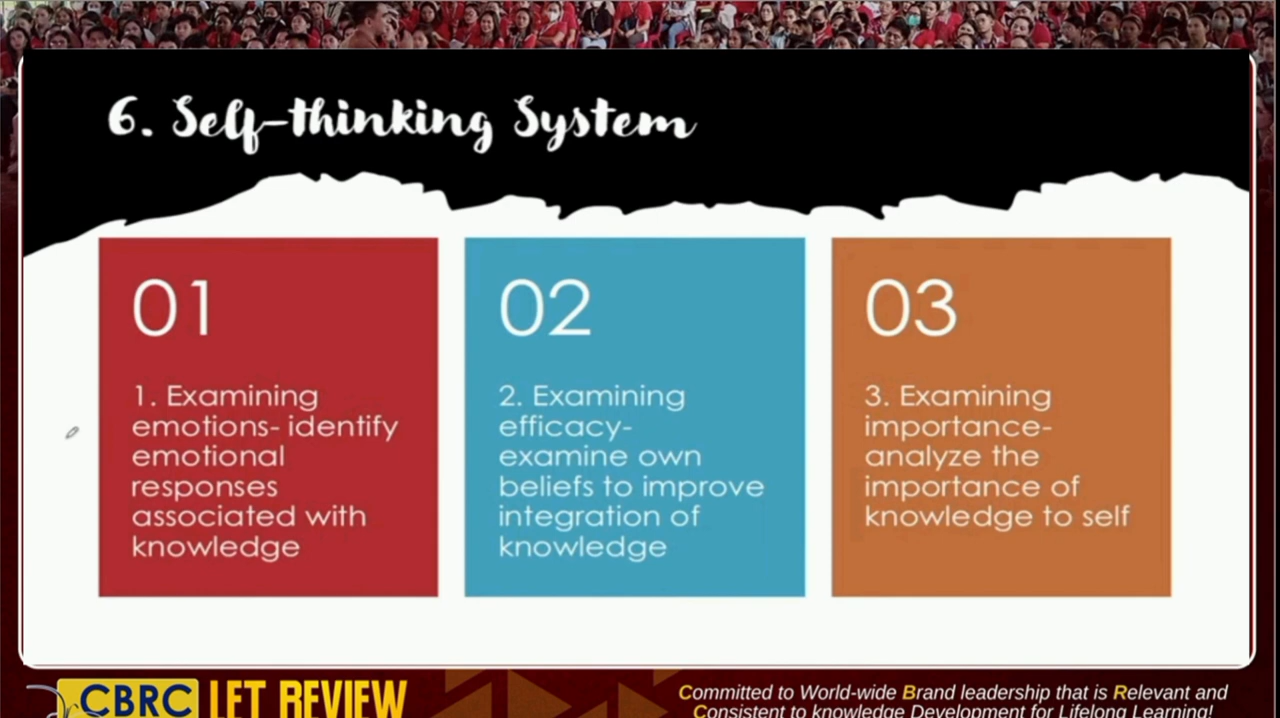 6. Self-thinking System
01
1. Examining
emotions- identify
emotional
responses
associated with
knowledge
02
2. Examining
efficacy-
examine own
beliefs to improve
integration of
knowledge
03
3. Examining
importance-
analyze the
importance of
knowledge to self
CBRC LET REVIEW
Committed to World-wide Brand leadership that is Relevant and
Consistent to knowledge Development for Lifelong Learning!